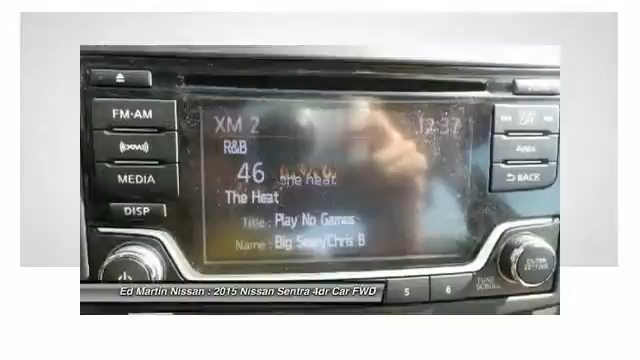 FM·AM
XM
MEDIA
DISP
XM 2
12:37
R&B
46
The Heat
The Heat
Title : Play No Games
Name : Big Sean/Chris B
Apps
BACK
TUNE
SCROLL
5
6
Ed Martin Nissan : 2015 Nissan Sentra 4dr Car FWD